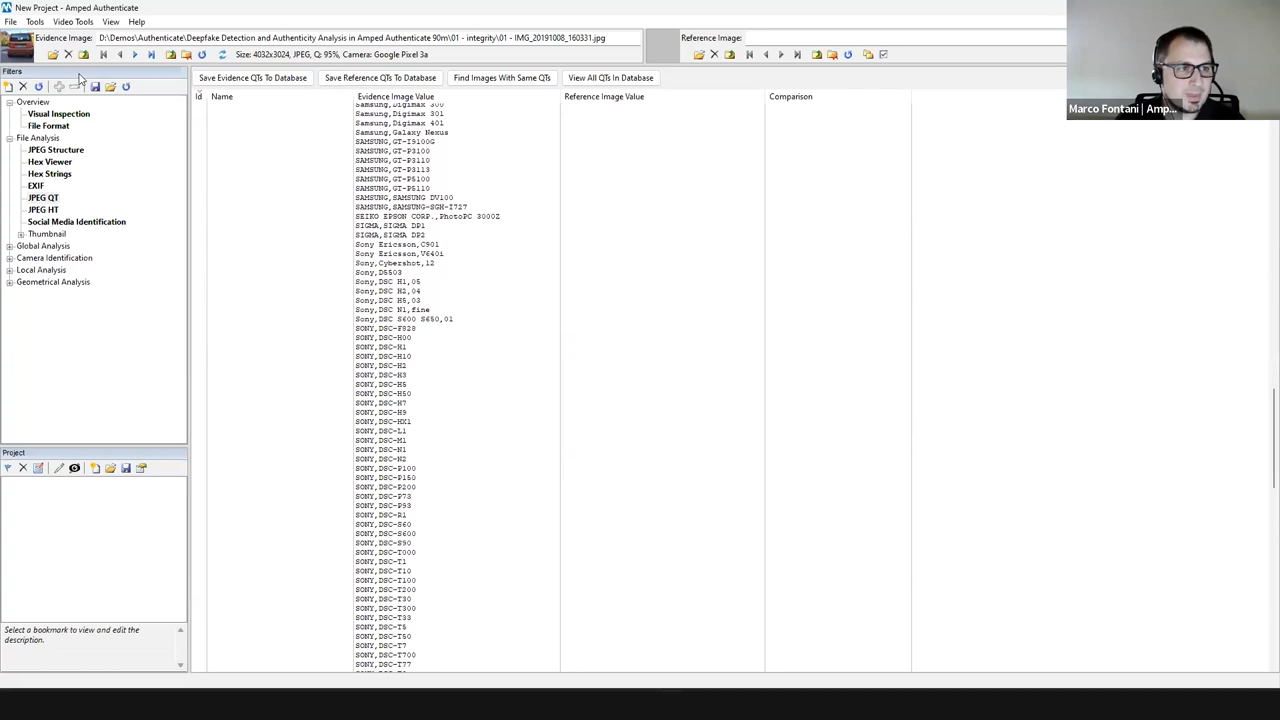 New Project - Amped Authenticate
File Tools Video Tools View Help
Evidence Image: D:\Demos\Authenticate\Deepfake Detection and Authenticity Analysis in Amped Authenticate 90m\01 - integrity\01 - IMG_20191008_160331.jpg
Reference Image:
Size: 4032x3024, JPEG, Q: 95%, Camera: Google Pixel 3a
Filters
Overview
Visual Inspection
File Format
File Analysis
JPEG Structure
Hex Viewer
Hex Strings
EXIF
JPEG QT
JPEG HT
Social Media Identification
Thumbnail
Global Analysis
Camera Identification
Local Analysis
Geometrical Analysis
Project
Select a bookmark to view and edit the
description.
Save Evidence QTs To Database Save Reference QTs To Database Find Images With Same QTs View All QTs In Database
Id Name Evidence Image Value Reference Image Value Comparison
Samsung,Digimax 300
Samsung,Digimax 301
Samsung,Digimax 401
Samsung,Galaxy Nexus
SAMSUNG,GT-I9100G
SAMSUNG,GT-P3100
SAMSUNG,GT-P3110
SAMSUNG,GT-P3113
SAMSUNG,GT-P5100
SAMSUNG,GT-P5110
SAMSUNG,SAMSUNG DV100
SAMSUNG,SAMSUNG-SGH-I727
SEIKO EPSON CORP.,PhotoPC 3000Z
SIGMA,SIGMA DP1
SIGMA,SIGMA DP2
Sony Ericsson,C901
Sony Ericsson,V640i
Sony,Cybershot,12
Sony,D5503
Sony,DSC H1,05
Sony,DSC H2,04
Sony,DSC H5,03
Sony,DSC N1,fine
Sony,DSC S600 S650,01
SONY,DSC-F828
SONY,DSC-H00
SONY,DSC-H1
SONY,DSC-H10
SONY,DSC-H2
SONY,DSC-H3
SONY,DSC-H5
SONY,DSC-H50
SONY,DSC-H7
SONY,DSC-H9
SONY,DSC-HX1
SONY,DSC-L1
SONY,DSC-M1
SONY,DSC-N1
SONY,DSC-N2
SONY,DSC-P100
SONY,DSC-P150
SONY,DSC-P200
SONY,DSC-P73
SONY,DSC-P93
SONY,DSC-R1
SONY,DSC-S60
SONY,DSC-S600
SONY,DSC-S90
SONY,DSC-T000
SONY,DSC-T1
SONY,DSC-T10
SONY,DSC-T100
SONY,DSC-T200
SONY,DSC-T30
SONY,DSC-T300
SONY,DSC-T33
SONY,DSC-T5
SONY,DSC-T50
SONY,DSC-T7
SONY,DSC-T700
SONY,DSC-T77
Marco Fontani | Amp...